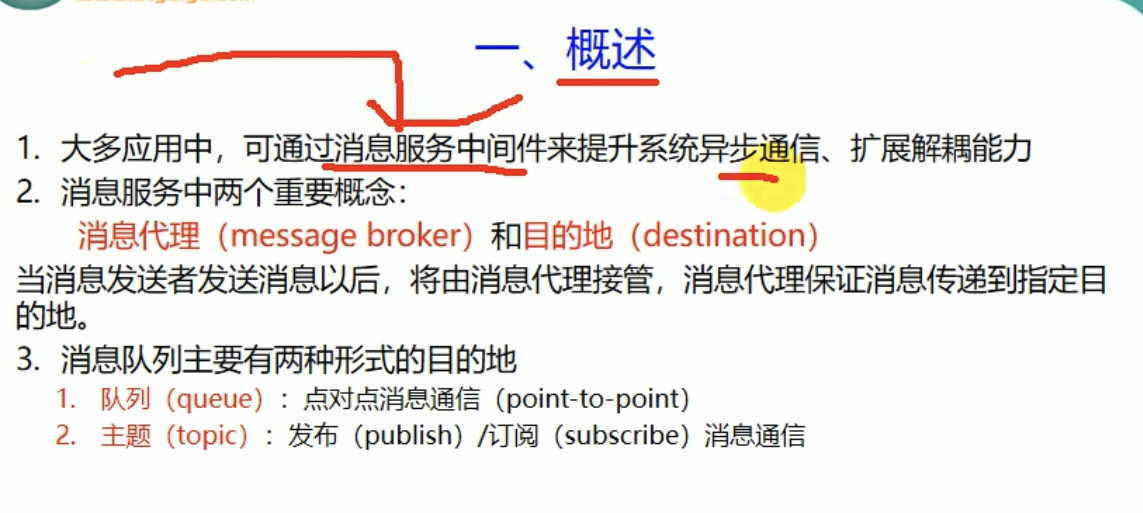 一、概述
1. 大多应用中，可通过消息服务中间件来提升系统异步通信、扩展解耦能力
2. 消息服务中两个重要概念：
消息代理（message broker）和目的地（destination）
当消息发送者发送消息以后，将由消息代理接管，消息代理保证消息传递到指定目
的地。
3. 消息队列主要有两种形式的目的地
1. 队列（queue）：点对点消息通信（point-to-point）
2. 主题（topic）：发布（publish）/订阅（subscribe）消息通信